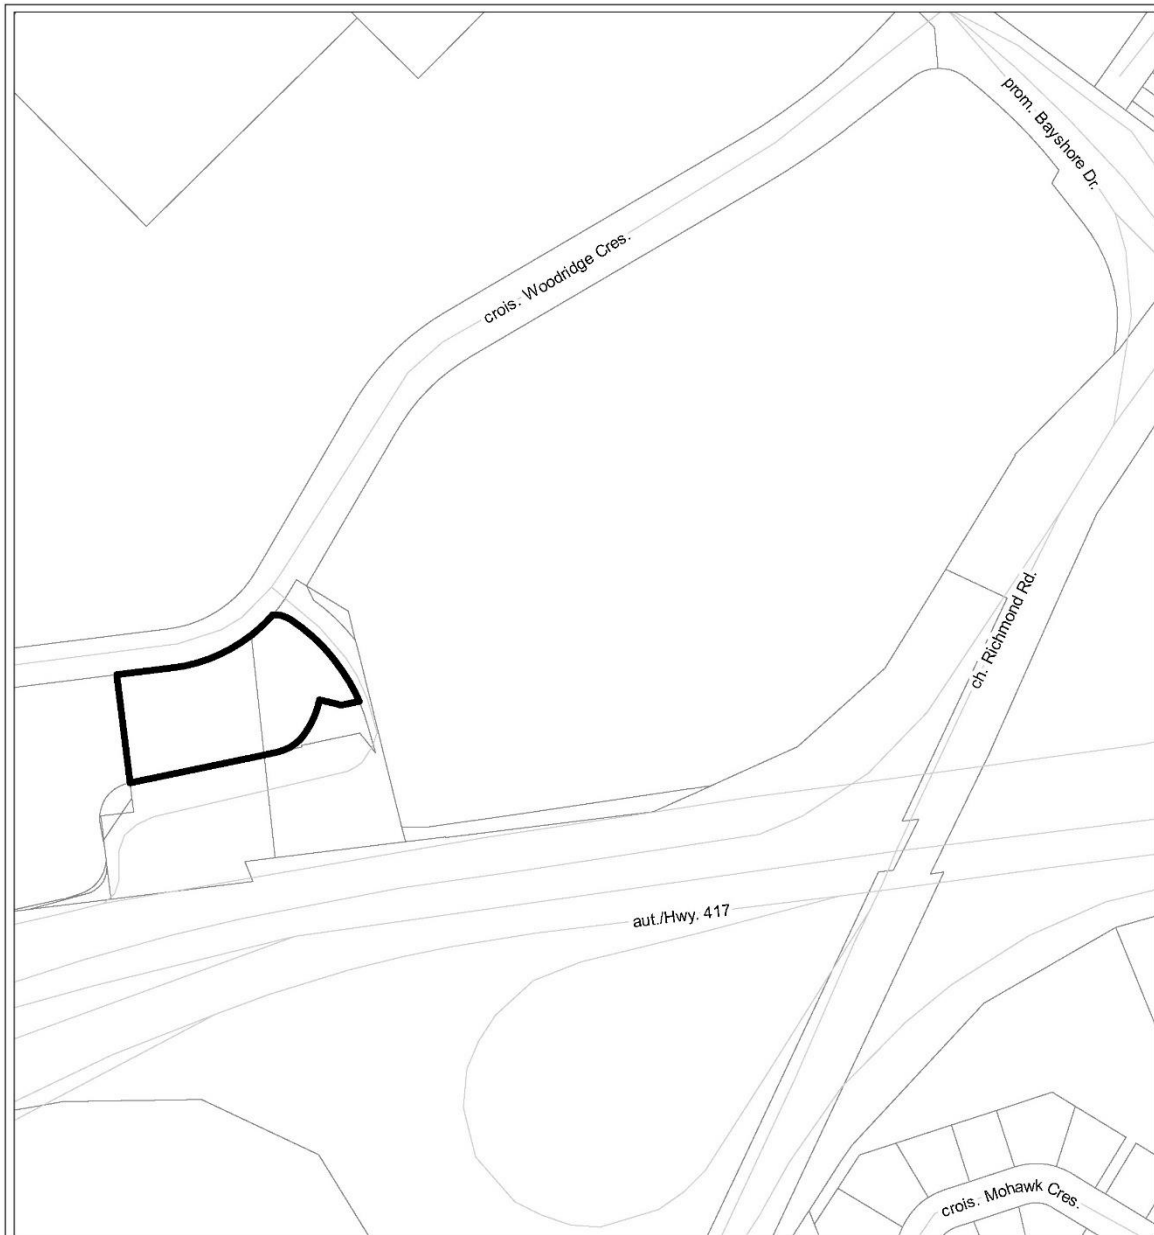 prom. Bayshore Dr.
crois. Woodridge Cres.
ch. Richmond Rd.
aut./Hwy. 417
crois. Mohawk Cres.